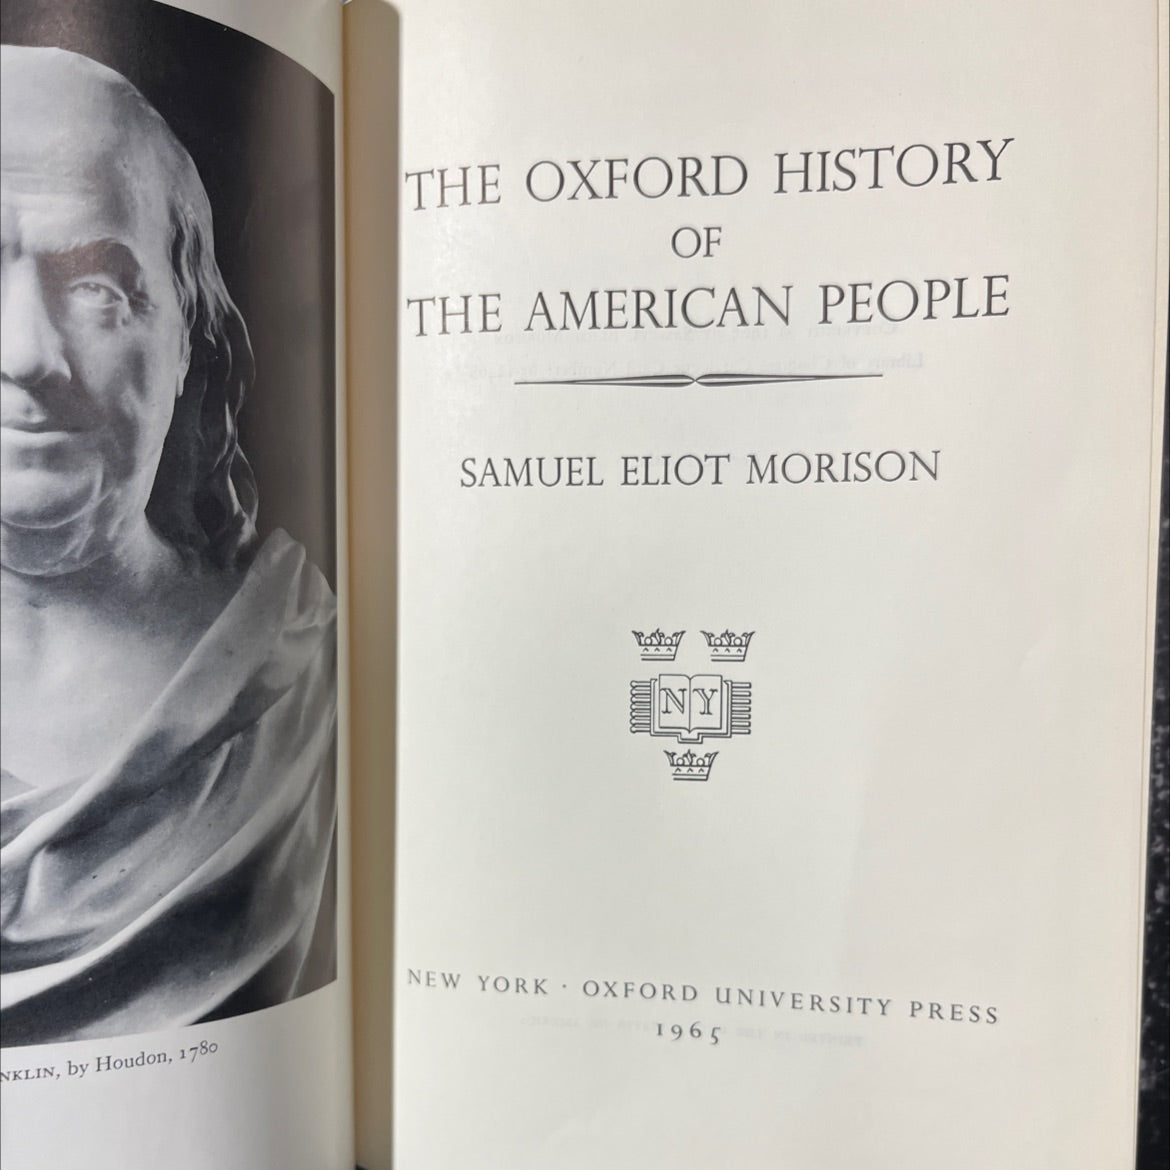 NKLIN, by Houdon, 1780
THE OXFORD HISTORY
OF
THE AMERICAN PEOPLE
SAMUEL ELIOT MORISON
N Y
NEW YORK · OXFORD UNIVERSITY PRESS
1965